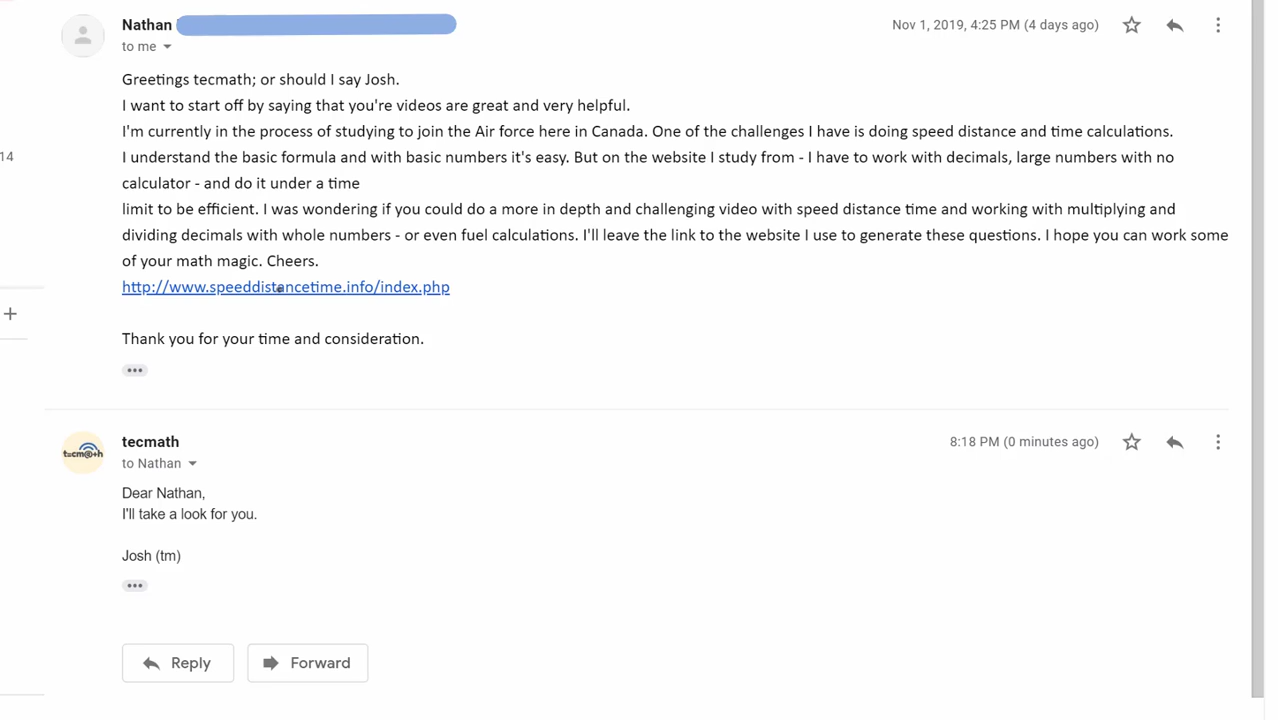 Nathan
Nov 1, 2019, 4:25 PM (4 days ago)
to me
Greetings tecmath; or should I say Josh.
I want to start off by saying that you're videos are great and very helpful.
I'm currently in the process of studying to join the Air force here in Canada. One of the challenges I have is doing speed distance and time calculations.
14
I understand the basic formula and with basic numbers it's easy. But on the website I study from - I have to work with decimals, large numbers with no
calculator - and do it under a time
limit to be efficient. I was wondering if you could do a more in depth and challenging video with speed distance time and working with multiplying and
dividing decimals with whole numbers - or even fuel calculations. I'll leave the link to the website I use to generate these questions. I hope you can work some
of your math magic. Cheers.
http://www.speeddistancetime.info/index.php
Thank you for your time and consideration.
tecmath
8:18 PM (0 minutes ago)
t=cm@+h
to Nathan
Dear Nathan,
I'll take a look for you.
Josh (tm)
Reply
Forward